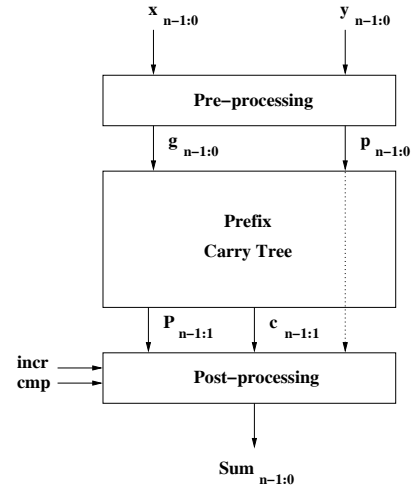 x n-1:0
y n-1:0
Pre-processing
g n-1:0
p n-1:0
Prefix
Carry Tree
P n-1:1
c n-1:1
incr
cmp
Post-processing
Sum n-1:0